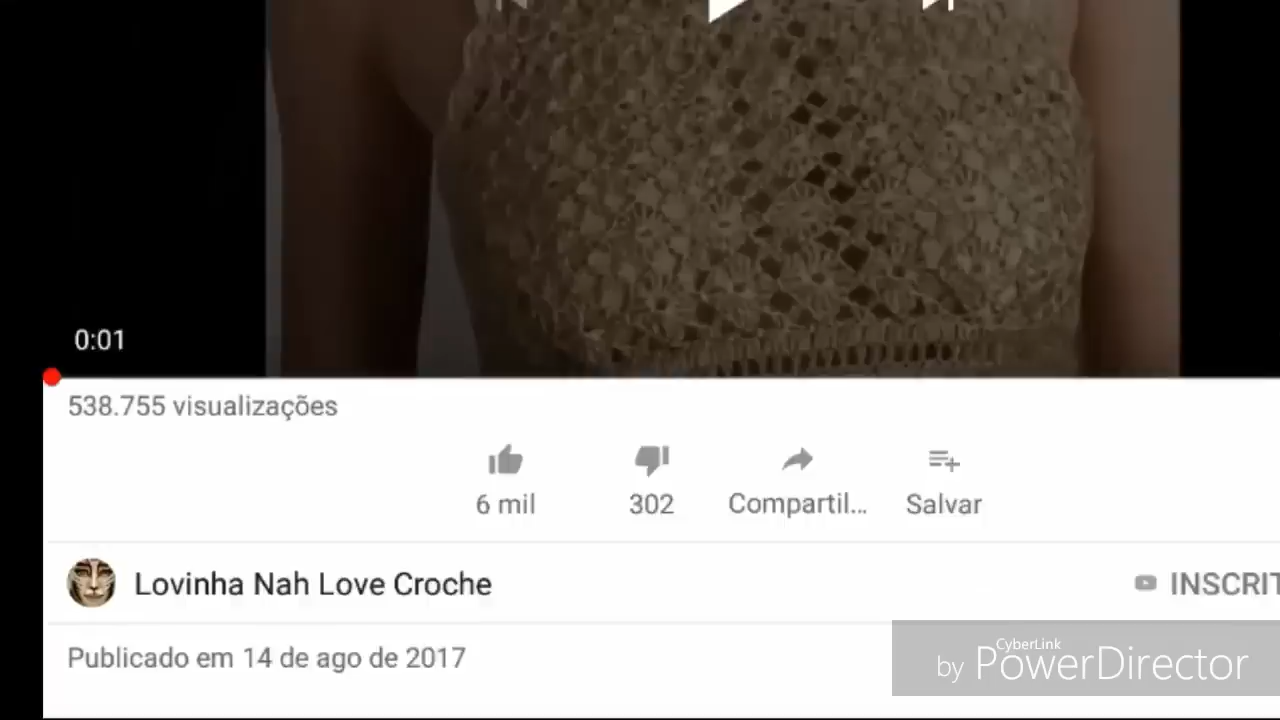 0:01
538.755 visualizações
6 mil
302
Compartil...
Salvar
Lovinha Nah Love Croche
INSCRIT
Publicado em 14 de ago de 2017
CyberLink
by PowerDirector